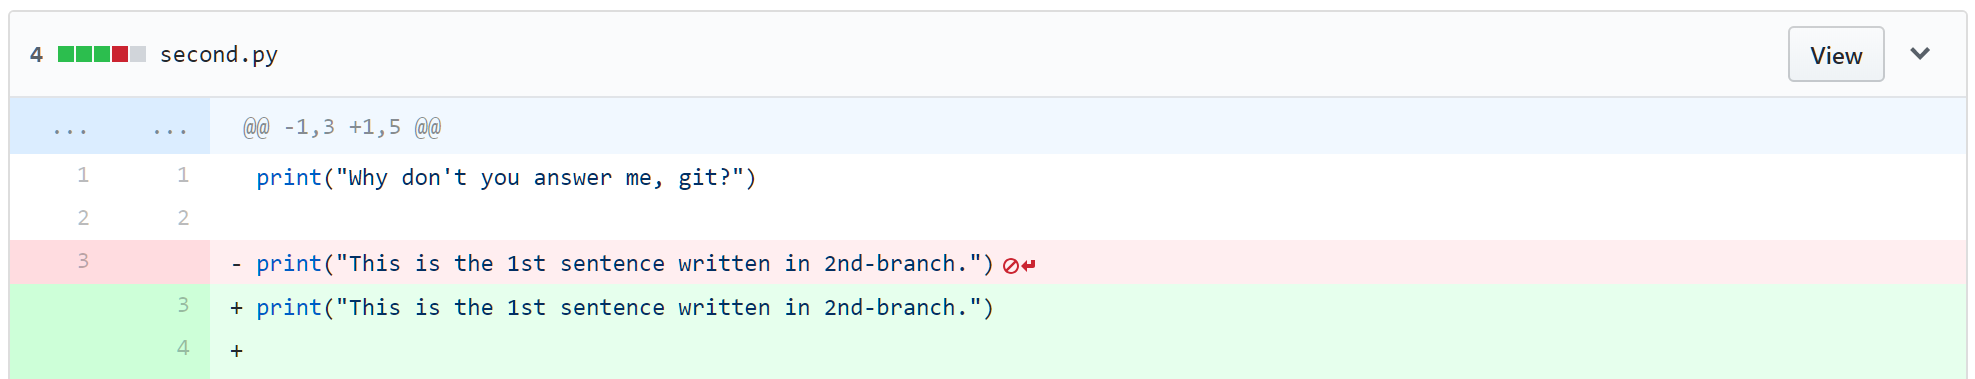 4 second.py View
... ... @@ -1,3 +1,5 @@
1 1 print("Why don't you answer me, git?")
2 2
3 - print("This is the 1st sentence written in 2nd-branch.")
3 + print("This is the 1st sentence written in 2nd-branch.")
4 +